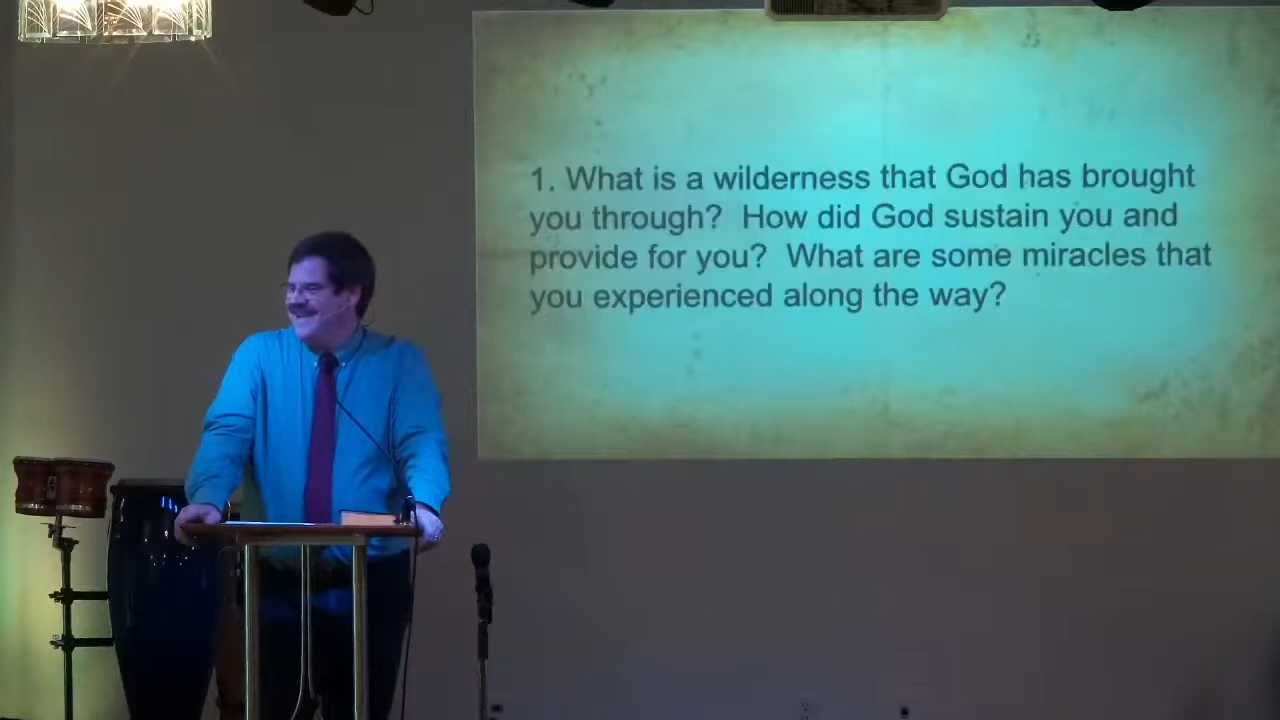 1. What is a wilderness that God has brought
you through?  How did God sustain you and
provide for you?  What are some miracles that
you experienced along the way?